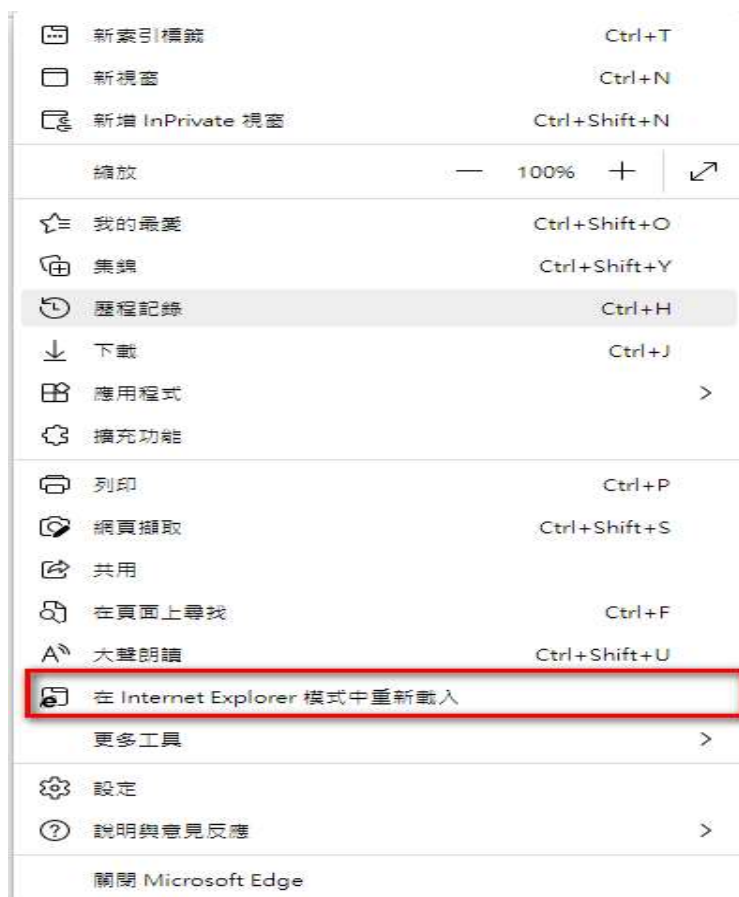 新索引標籤 Ctrl+T
新視窗 Ctrl+N
新增 InPrivate 視窗 Ctrl+Shift+N
縮放 — 100% +
我的最愛 Ctrl+Shift+O
集錦 Ctrl+Shift+Y
歷程記錄 Ctrl+H
下載 Ctrl+J
應用程式 >
擴充功能
列印 Ctrl+P
網頁擷取 Ctrl+Shift+S
共用
在頁面上尋找 Ctrl+F
大聲朗讀 Ctrl+Shift+U
在 Internet Explorer 模式中重新載入
更多工具 >
設定
說明與意見反應 >
關閉 Microsoft Edge